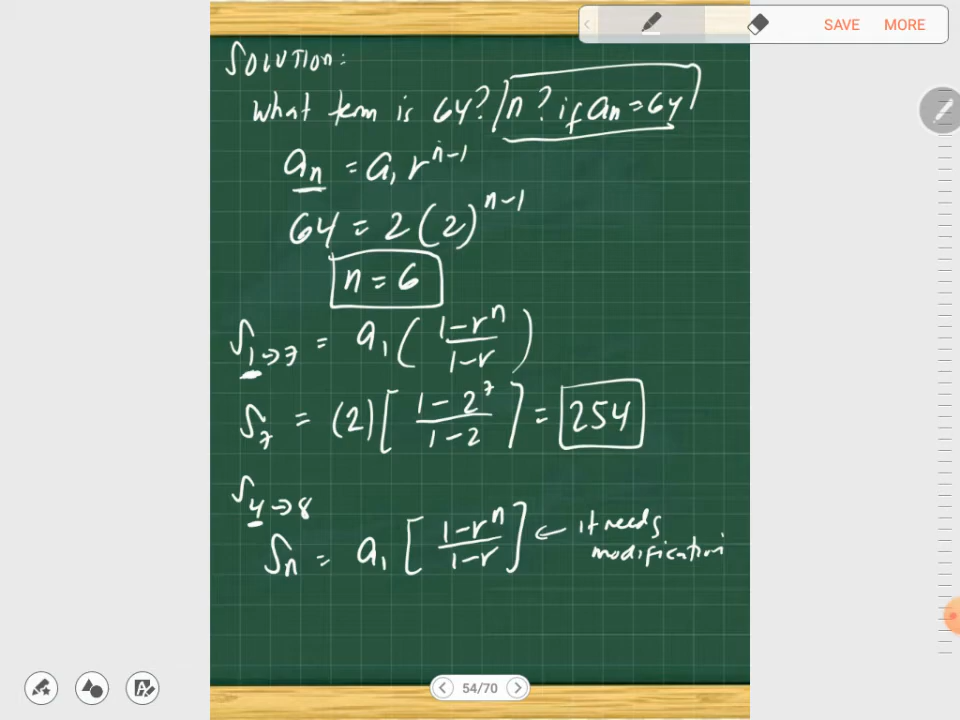 SAVE MORE
SOLUTION:
What term is 64? n? if an = 64
an = a1 r^n-1
64 = 2(2)^n-1
n = 6
S1→7 = a1(1-r^n/1-r)
S7 = (2)[1-2^7/1-2] = 254
S4→8
Sn = a1[1-r^n/1-r] ← it needs
modification
54/70